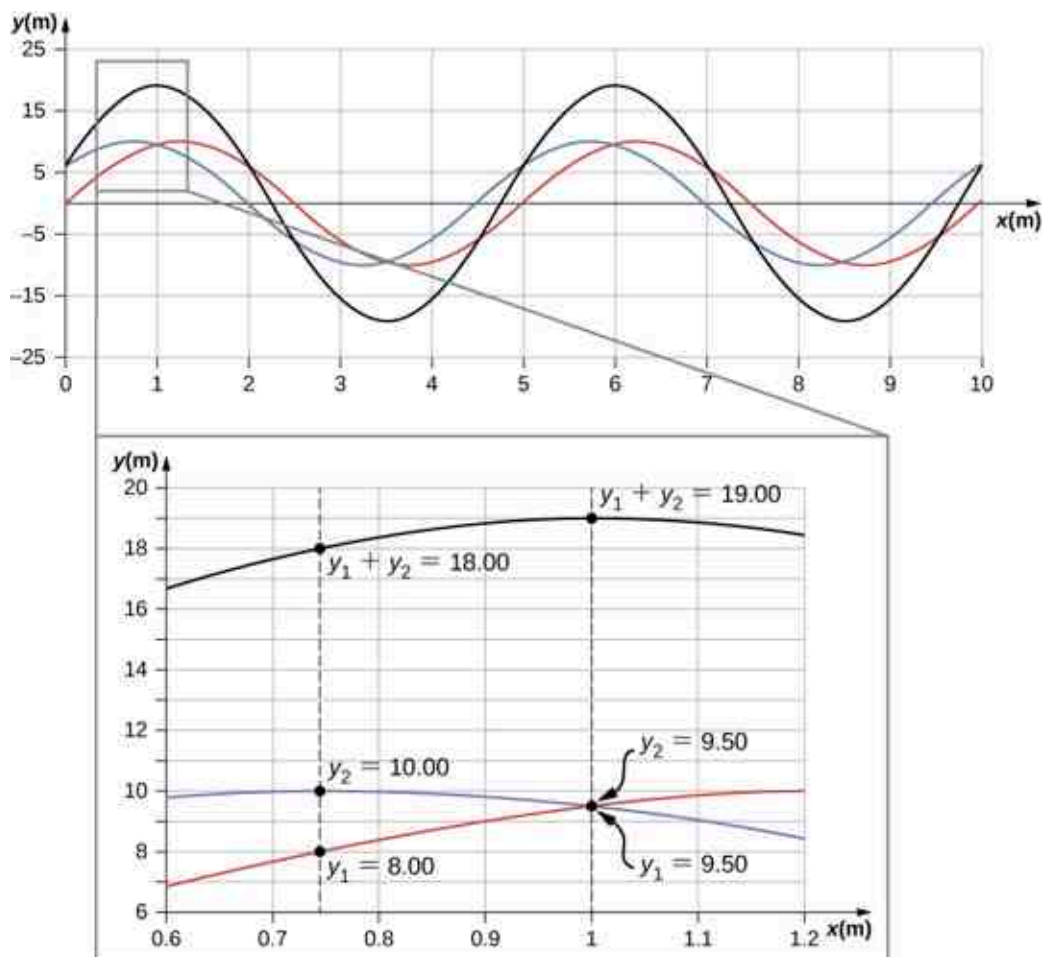 y(m)
25
15
5
–5
–15
–25
x(m)
0 1 2 3 4 5 6 7 8 9 10
y(m)
20
y₁ + y₂ = 19.00
18
y₁ + y₂ = 18.00
16
14
12
y₂ = 9.50
y₂ = 10.00
10
8
y₁ = 8.00
y₁ = 9.50
6
0.6 0.7 0.8 0.9 1 1.1 1.2 x(m)